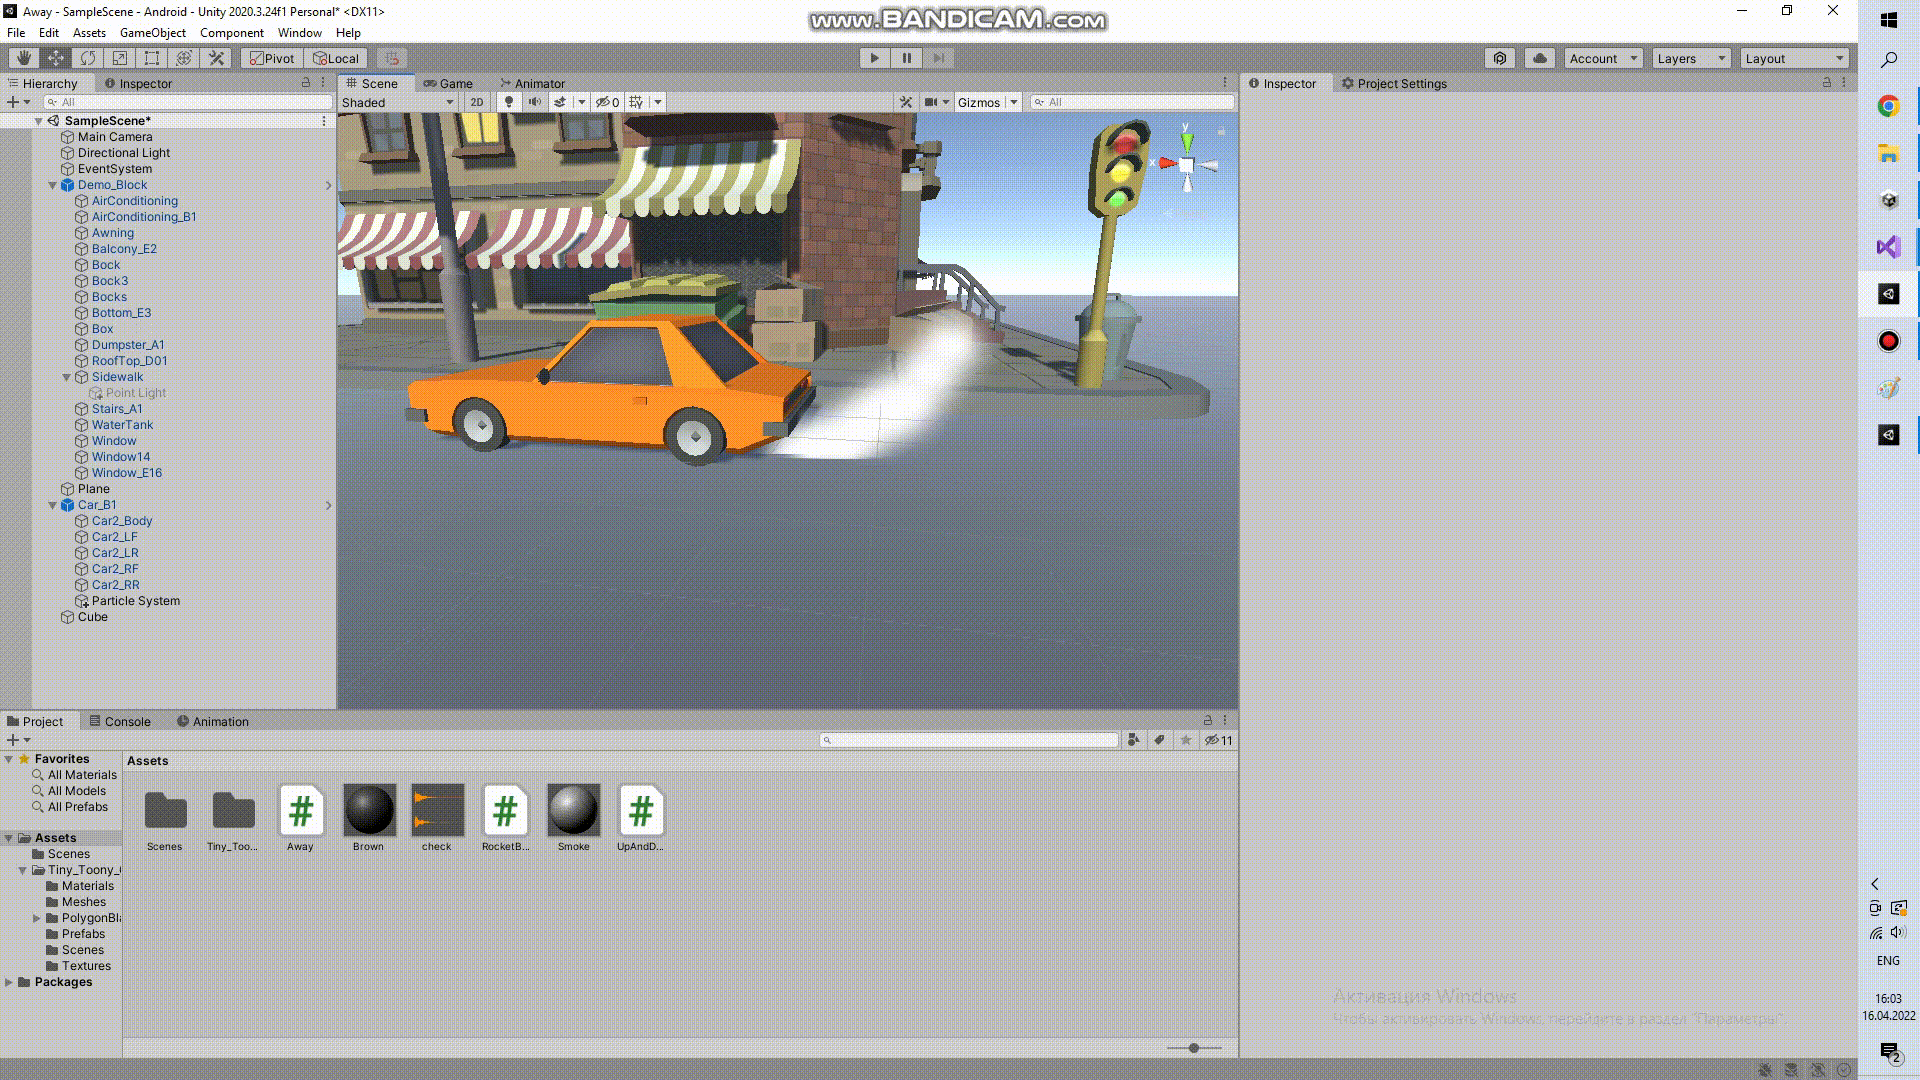 Away - SampleScene - Android - Unity 2020.3.24f1 Personal* <DX11>
www.BANDICAM.com
File Edit Assets GameObject Component Window Help
Pivot Local Account Layers Layout
Hierarchy Inspector
All
SampleScene*
Main Camera
Directional Light
EventSystem
Demo_Block
AirConditioning
AirConditioning_B1
Awning
Balcony_E2
Bock
Bock3
Bocks
Bottom_E3
Box
Dumpster_A1
RoofTop_D01
Sidewalk
Point Light
Stairs_A1
WaterTank
Window
Window14
Window_E16
Plane
Car_B1
Car2_Body
Car2_LF
Car2_LR
Car2_RF
Car2_RR
Particle System
Cube
Scene Game Animator
Shaded 2D 0 Gizmos All
y
x
Inspector Project Settings
Project Console Animation
11
Favorites
All Materials
All Models
All Prefabs
Assets
Scenes
Tiny_Toony_
Materials
Meshes
PolygonBl
Prefabs
Scenes
Textures
Packages
Assets
Scenes Tiny_Too... Away Brown check RocketB... Smoke UpAndD...
Активация Windows
Чтобы активировать Windows, перейдите в раздел "Параметры".
ENG
16:03
16.04.2022
2